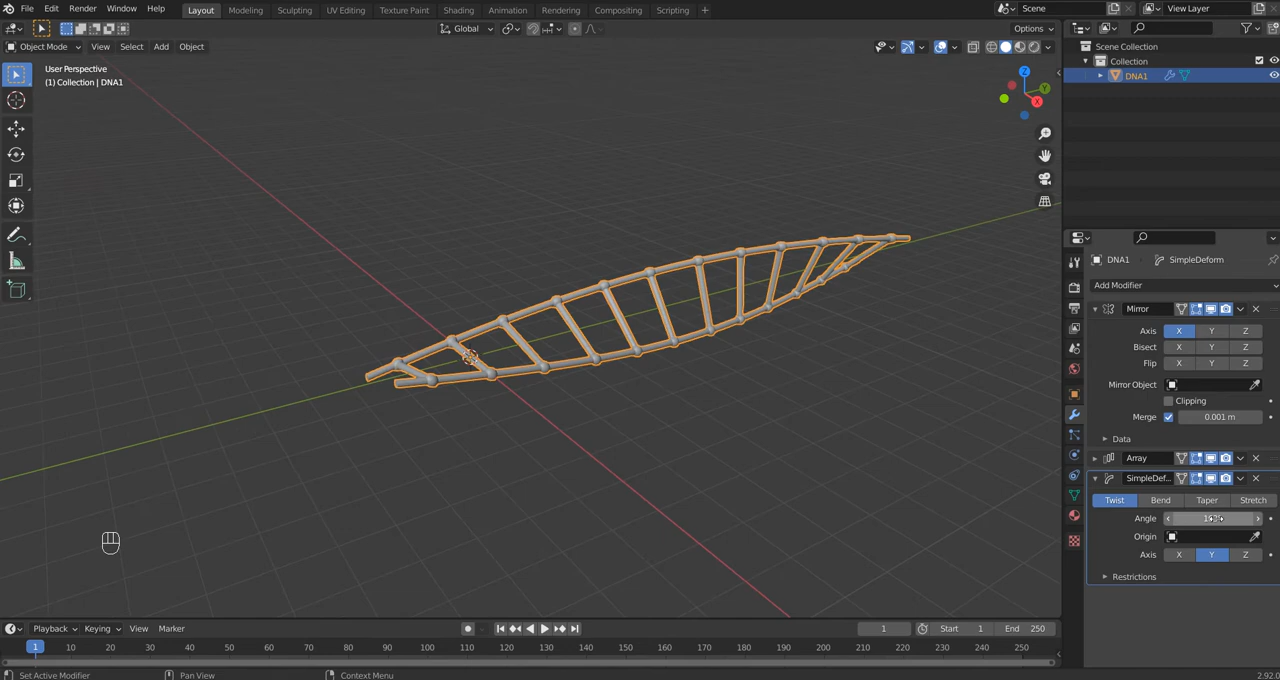 File Edit Render Window Help Layout Modeling Sculpting UV Editing Texture Paint Shading Animation Rendering Compositing Scripting + Scene View Layer
Global Options
Object Mode View Select Add Object
Scene Collection
Collection
DNA1
User Perspective
(1) Collection | DNA1
Z
Y
X
DNA1 SimpleDeform
Add Modifier
Mirror
Axis X Y Z
Bisect X Y Z
Flip X Y Z
Mirror Object
Clipping
Merge 0.001 m
Data
Array
SimpleDef...
Twist Bend Taper Stretch
Angle
Origin
Axis X Y Z
Restrictions
Playback Keying View Marker 1 Start 1 End 250
1 10 20 30 40 50 60 70 80 90 100 110 120 130 140 150 160 170 180 190 200 210 220 230 240 250
Set Active Modifier Pan View Context Menu 2.92.0